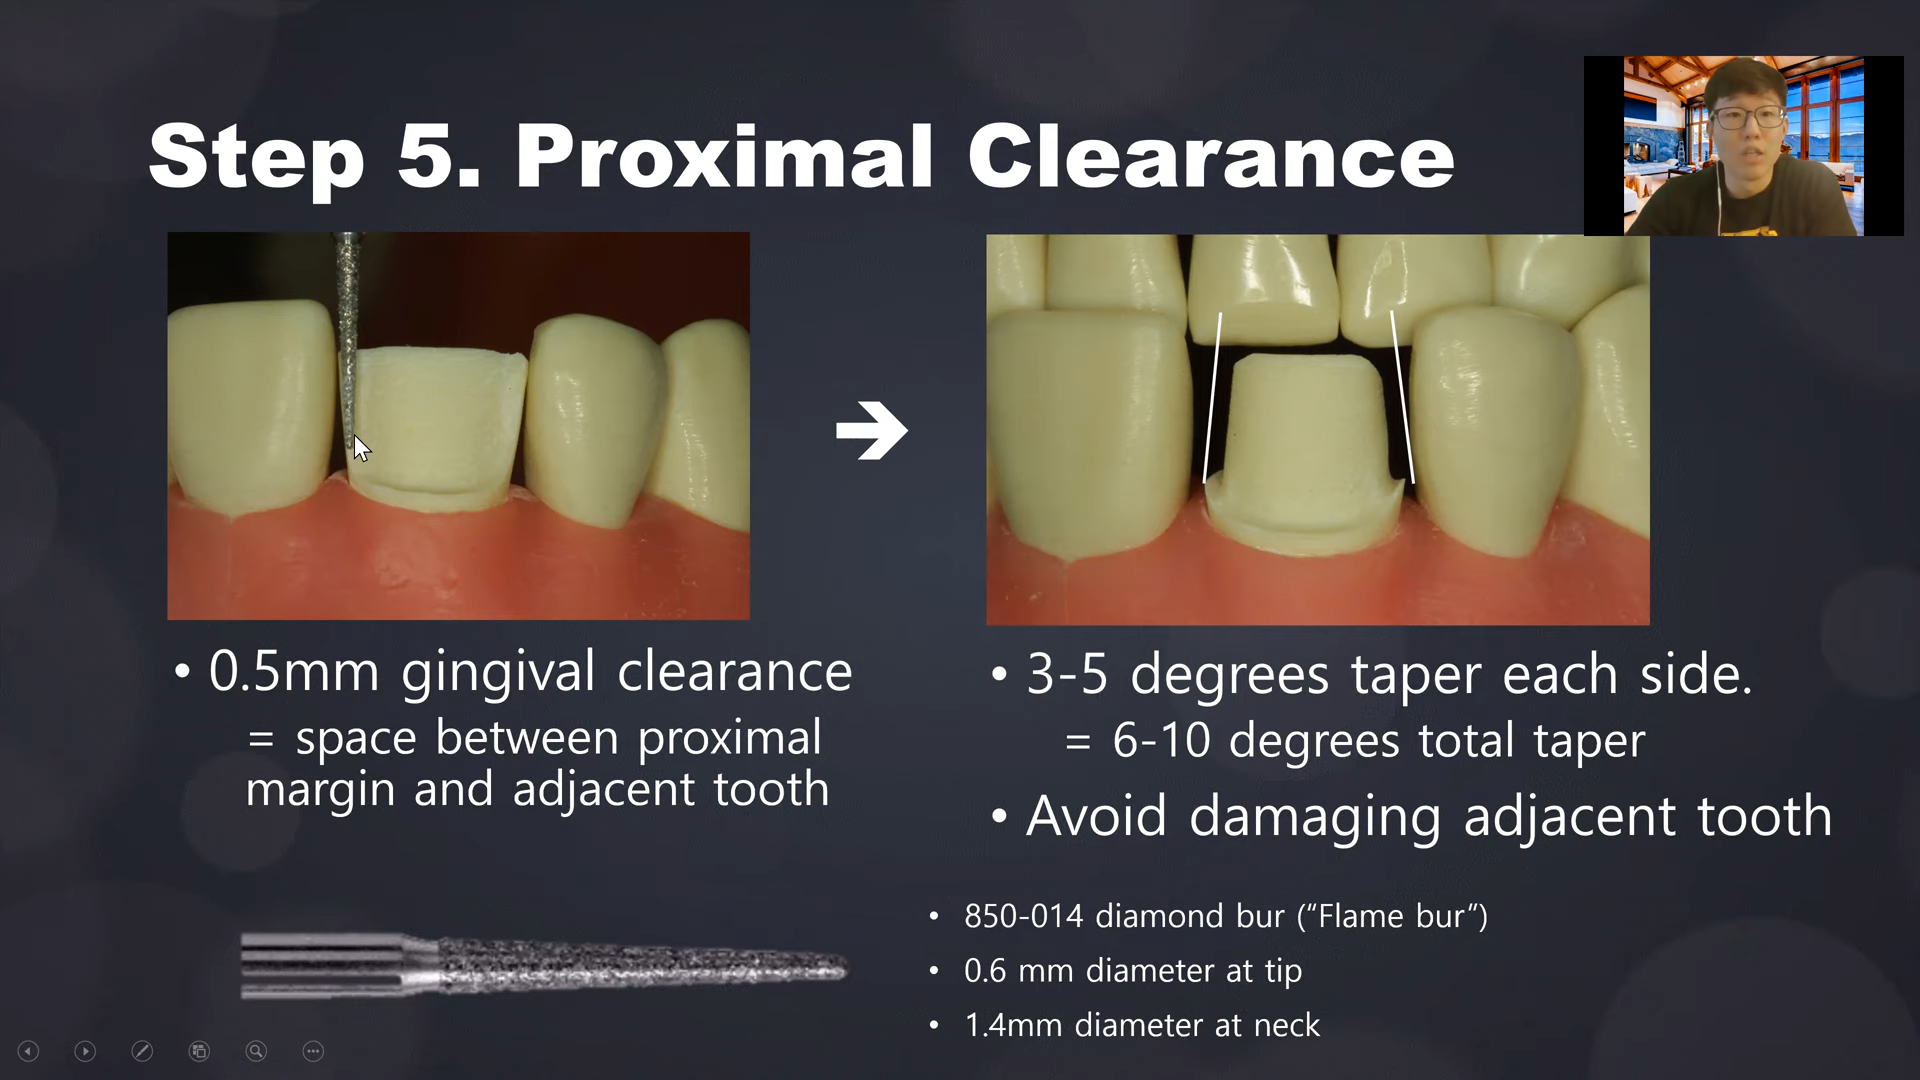 Step 5. Proximal Clearance
• 0.5mm gingival clearance
= space between proximal
margin and adjacent tooth
• 3-5 degrees taper each side.
= 6-10 degrees total taper
• Avoid damaging adjacent tooth
• 850-014 diamond bur (“Flame bur”)
• 0.6 mm diameter at tip
• 1.4mm diameter at neck